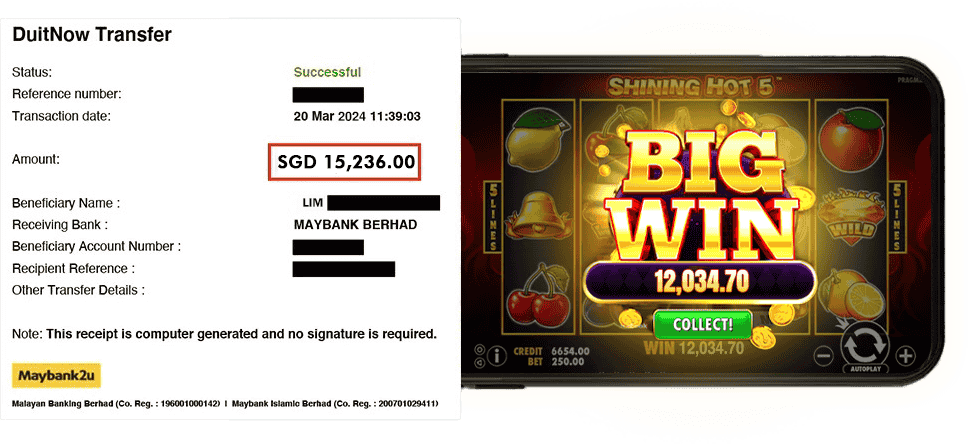 DuitNow Transfer
Status: Successful
Reference number:
Transaction date: 20 Mar 2024 11:39:03
Amount: SGD 15,236.00
Beneficiary Name : LIM
Receiving Bank : MAYBANK BERHAD
Beneficiary Account Number :
Recipient Reference :
Other Transfer Details :
Note: This receipt is computer generated and no signature is required.
Maybank2u
Malayan Banking Berhad (Co. Reg. : 196001000142) I Maybank Islamic Berhad (Co. Reg. : 200701029411)
SHINING HOT 5™
5 LINES
BIG
WIN
12,034.70
COLLECT!
5 LINES
WILD
CREDIT 6654.00
BET 250.00
WIN 12,034.70
AUTOPLAY